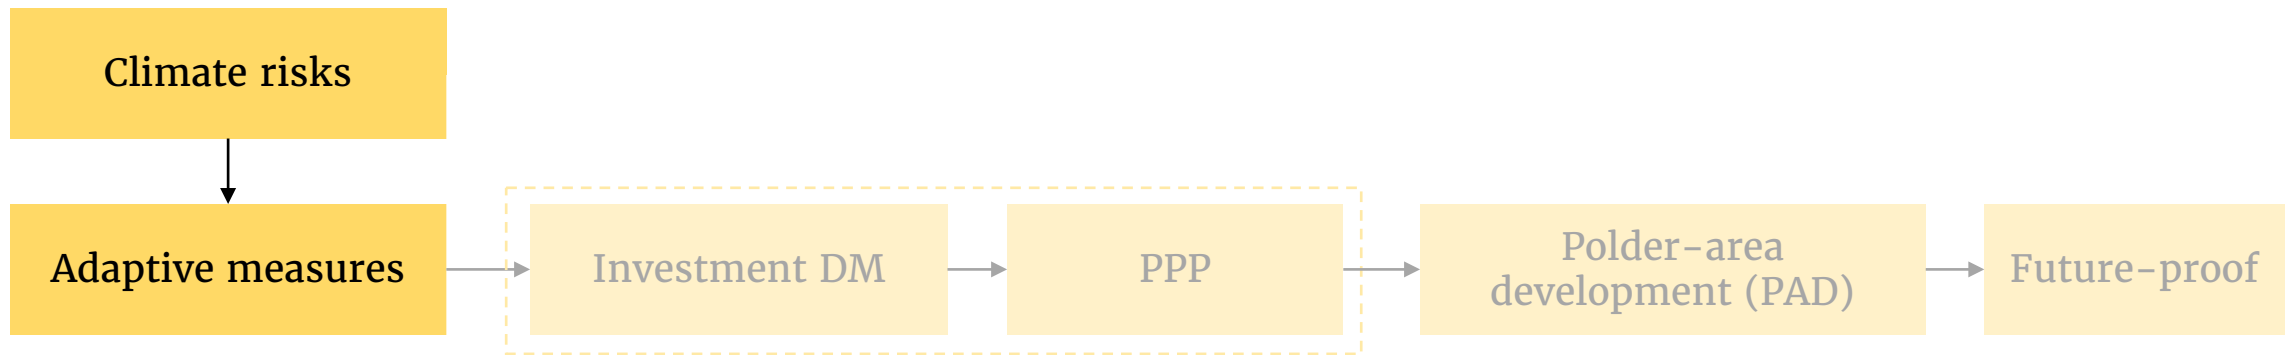 Climate risks
Adaptive measures
Investment DM
PPP
Polder-area
development (PAD)
Future-proof